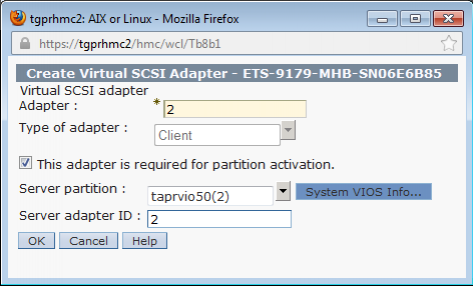 tgprhmc2: AIX or Linux - Mozilla Firefox
https://tgprhmc2/hmc/wcl/Tb8b1
Create Virtual SCSI Adapter - ETS-9179-MHB-SN06E6B85
Virtual SCSI adapter
Adapter : * 2
Type of adapter : Client
This adapter is required for partition activation.
Server partition : taprvio50(2) System VIOS Info...
Server adapter ID : 2
OK Cancel Help